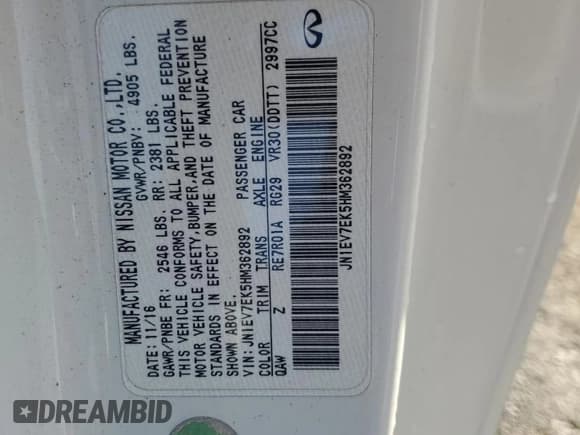 MANUFACTURED BY NISSAN MOTOR CO.,LTD.
DATE: 11/16 GVWR/PNBV: 4905 LBS.
GAWR/PNBE FR: 2546 LBS. RR: 2381 LBS.
THIS VEHICLE CONFORMS TO ALL APPLICABLE FEDERAL
MOTOR VEHICLE SAFETY,BUMPER,AND THEFT PREVENTION
STANDARDS IN EFFECT ON THE DATE OF MANUFACTURE
SHOWN ABOVE.
VIN:JN1EV7EK5HM362892 PASSENGER CAR
COLOR TRIM TRANS AXLE ENGINE
QAW Z RE7R01A RG29 VR30(DDTT) 2997CC
JN1EV7EK5HM362892
DREAMBID